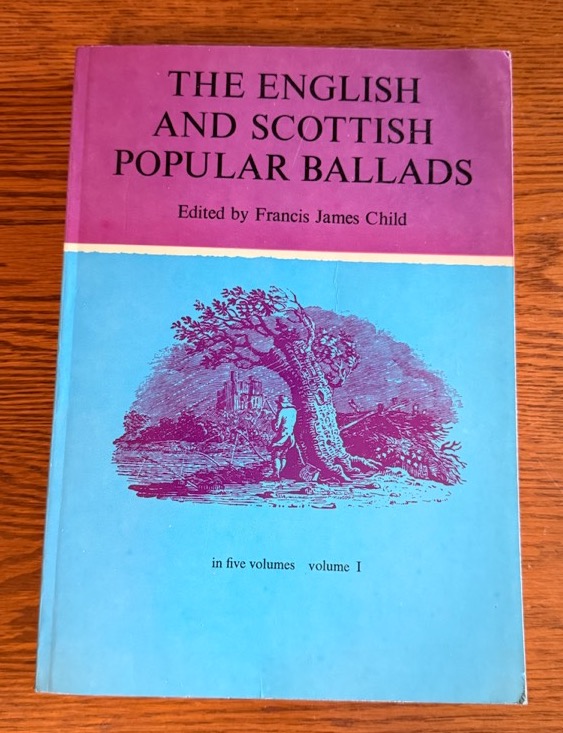 THE ENGLISH
AND SCOTTISH
POPULAR BALLADS
Edited by Francis James Child
in five volumes volume I